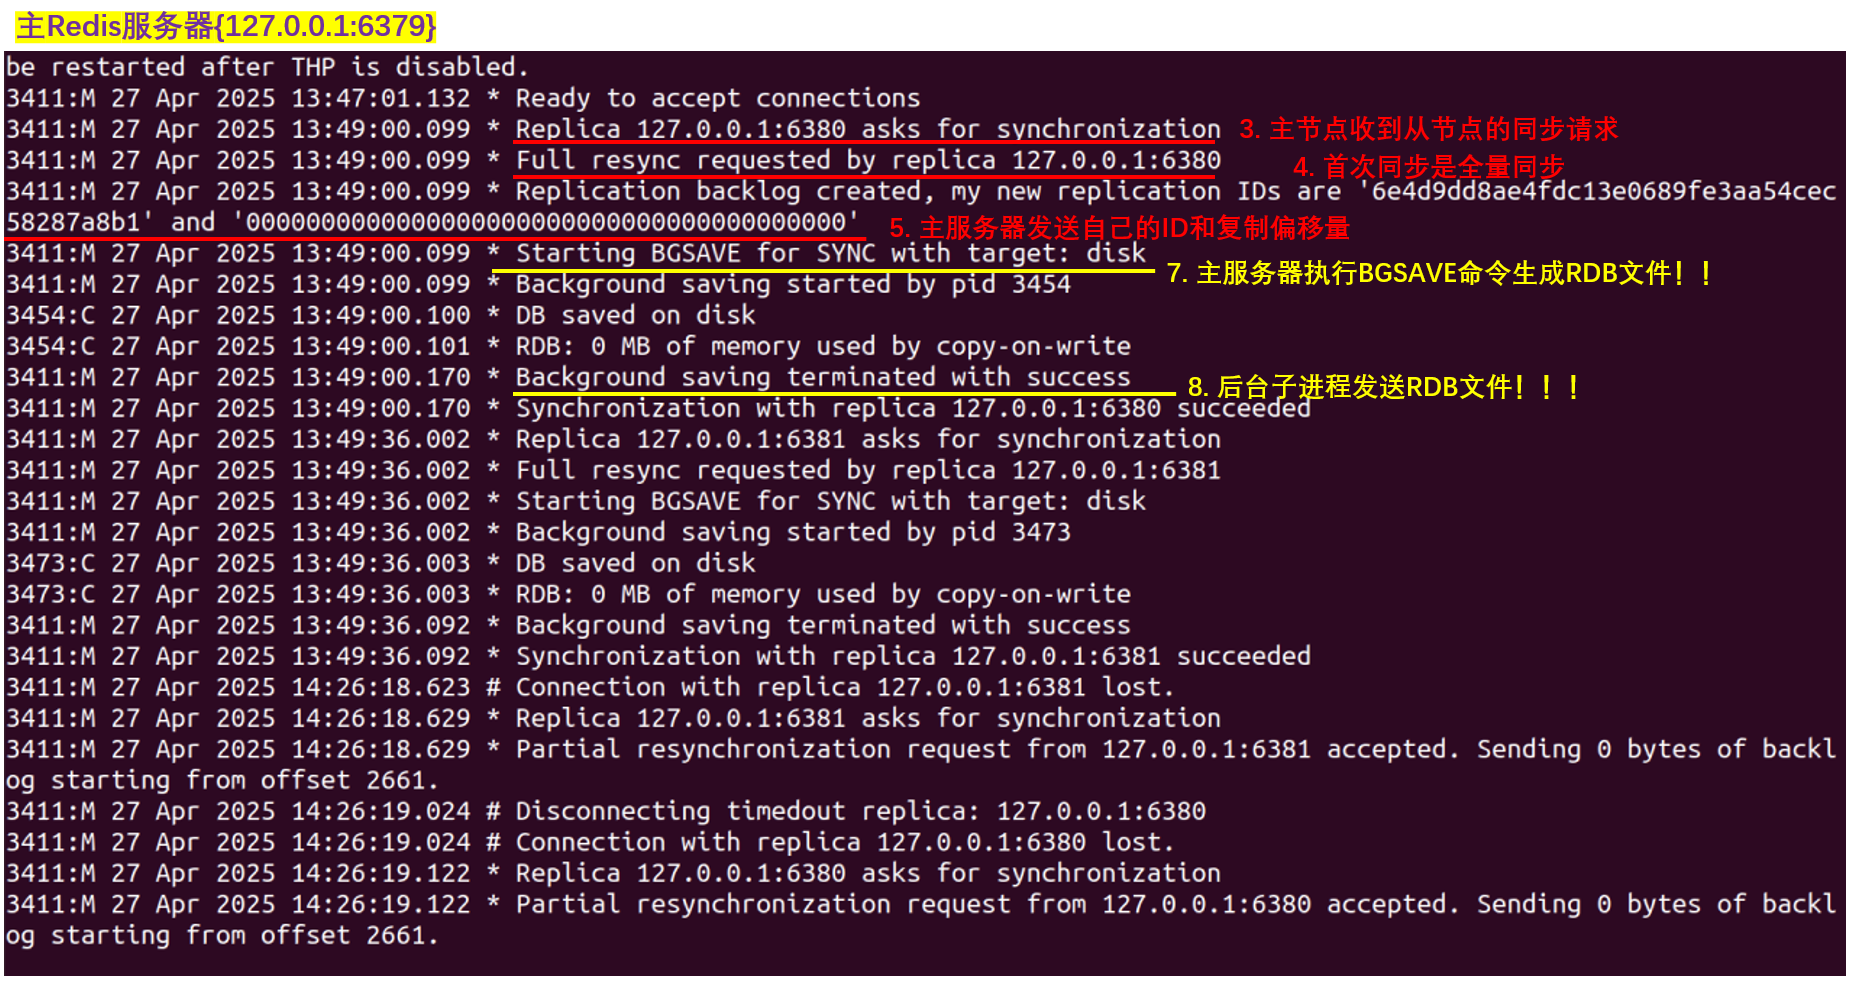 主Redis服务器{127.0.0.1:6379}
be restarted after THP is disabled.
3411:M 27 Apr 2025 13:47:01.132 * Ready to accept connections
3411:M 27 Apr 2025 13:49:00.099 * Replica 127.0.0.1:6380 asks for synchronization 3. 主节点收到从节点的同步请求
3411:M 27 Apr 2025 13:49:00.099 * Full resync requested by replica 127.0.0.1:6380 4. 首次同步是全量同步
3411:M 27 Apr 2025 13:49:00.099 * Replication backlog created, my new replication IDs are '6e4d9dd8ae4fdc13e0689fe3aa54cec
58287a8b1' and '0000000000000000000000000000000000000000' 5. 主服务器发送自己的ID和复制偏移量
3411:M 27 Apr 2025 13:49:00.099 * Starting BGSAVE for SYNC with target: disk
7. 主服务器执行BGSAVE命令生成RDB文件！！
3411:M 27 Apr 2025 13:49:00.099 * Background saving started by pid 3454
3454:C 27 Apr 2025 13:49:00.100 * DB saved on disk
3454:C 27 Apr 2025 13:49:00.101 * RDB: 0 MB of memory used by copy-on-write
3411:M 27 Apr 2025 13:49:00.170 * Background saving terminated with success 8. 后台子进程发送RDB文件！！！
3411:M 27 Apr 2025 13:49:00.170 * Synchronization with replica 127.0.0.1:6380 succeeded
3411:M 27 Apr 2025 13:49:36.002 * Replica 127.0.0.1:6381 asks for synchronization
3411:M 27 Apr 2025 13:49:36.002 * Full resync requested by replica 127.0.0.1:6381
3411:M 27 Apr 2025 13:49:36.002 * Starting BGSAVE for SYNC with target: disk
3411:M 27 Apr 2025 13:49:36.002 * Background saving started by pid 3473
3473:C 27 Apr 2025 13:49:36.003 * DB saved on disk
3473:C 27 Apr 2025 13:49:36.003 * RDB: 0 MB of memory used by copy-on-write
3411:M 27 Apr 2025 13:49:36.092 * Background saving terminated with success
3411:M 27 Apr 2025 13:49:36.092 * Synchronization with replica 127.0.0.1:6381 succeeded
3411:M 27 Apr 2025 14:26:18.623 # Connection with replica 127.0.0.1:6381 lost.
3411:M 27 Apr 2025 14:26:18.629 * Replica 127.0.0.1:6381 asks for synchronization
3411:M 27 Apr 2025 14:26:18.629 * Partial resynchronization request from 127.0.0.1:6381 accepted. Sending 0 bytes of backl
og starting from offset 2661.
3411:M 27 Apr 2025 14:26:19.024 # Disconnecting timedout replica: 127.0.0.1:6380
3411:M 27 Apr 2025 14:26:19.024 # Connection with replica 127.0.0.1:6380 lost.
3411:M 27 Apr 2025 14:26:19.122 * Replica 127.0.0.1:6380 asks for synchronization
3411:M 27 Apr 2025 14:26:19.122 * Partial resynchronization request from 127.0.0.1:6380 accepted. Sending 0 bytes of backl
og starting from offset 2661.